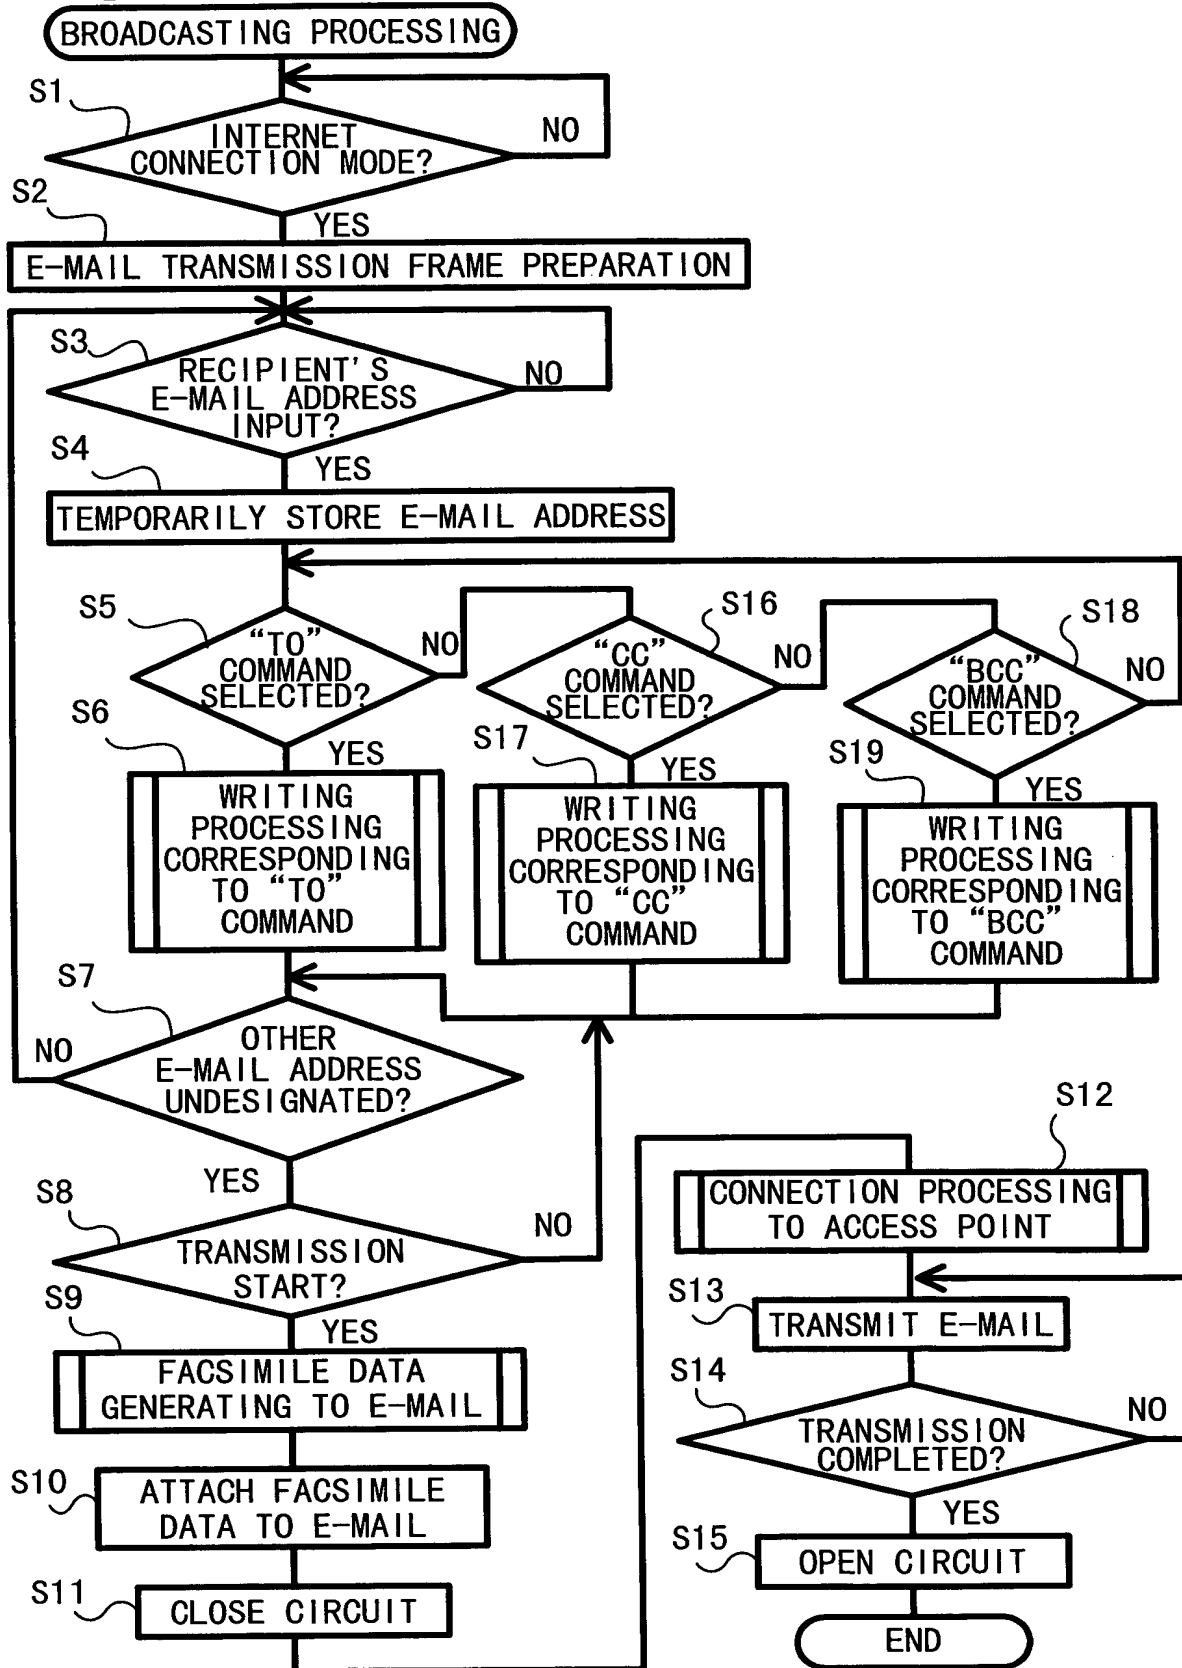 BROADCASTING PROCESSING
S1
INTERNET
CONNECTION MODE?
NO
S2
YES
E-MAIL TRANSMISSION FRAME PREPARATION
S3
RECIPIENT'S
E-MAIL ADDRESS
INPUT?
NO
S4
YES
TEMPORARILY STORE E-MAIL ADDRESS
S5
“TO”
COMMAND
SELECTED?
NO
S16
“CC”
COMMAND
SELECTED?
NO
S18
“BCC”
COMMAND
SELECTED?
NO
S6
YES
WRITING
PROCESSING
CORRESPONDING
TO “TO”
COMMAND
S17
YES
WRITING
PROCESSING
CORRESPONDING
TO “CC”
COMMAND
S19
YES
WRITING
PROCESSING
CORRESPONDING
TO “BCC”
COMMAND
S7
OTHER
E-MAIL ADDRESS
UNDESIGNATED?
NO
YES
S8
TRANSMISSION
START?
NO
YES
S9
FACSIMILE DATA
GENERATING TO E-MAIL
S10
ATTACH FACSIMILE
DATA TO E-MAIL
S11
CLOSE CIRCUIT
S12
CONNECTION PROCESSING
TO ACCESS POINT
S13
TRANSMIT E-MAIL
S14
TRANSMISSION
COMPLETED?
NO
YES
S15
OPEN CIRCUIT
END